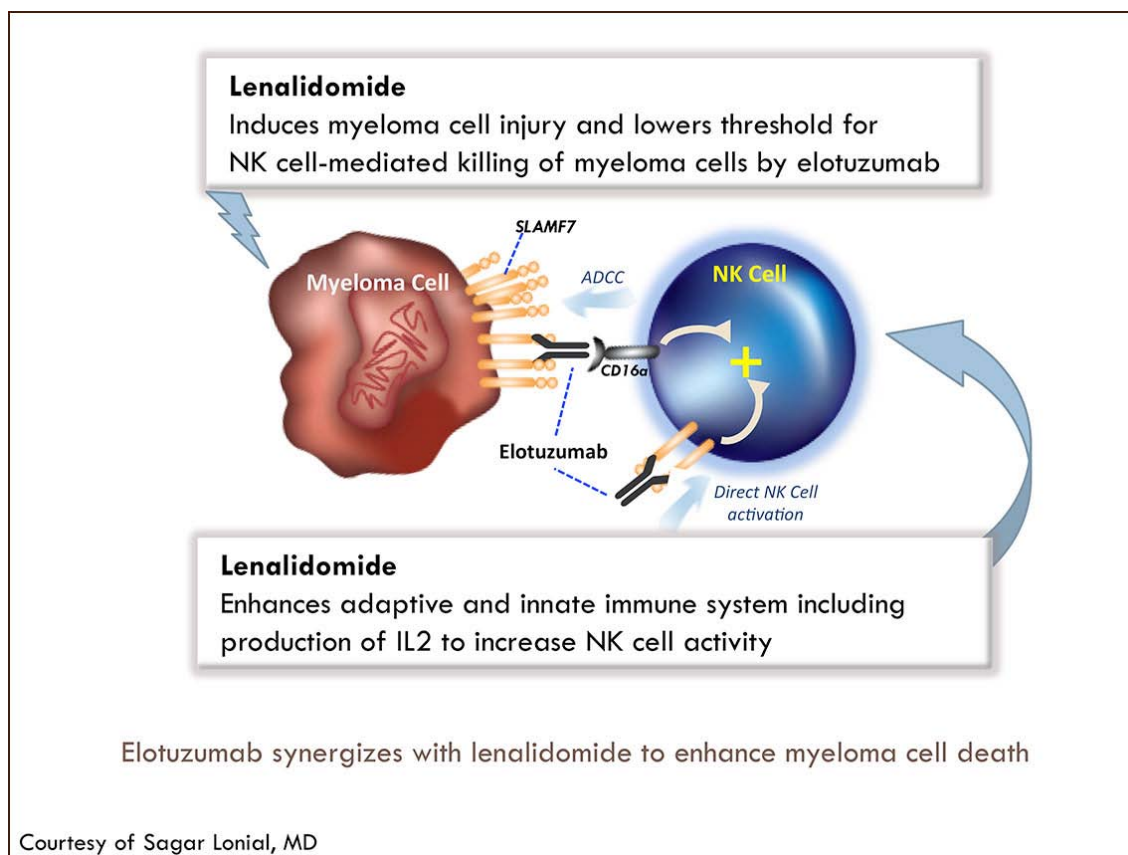 Lenalidomide
Induces myeloma cell injury and lowers threshold for
NK cell-mediated killing of myeloma cells by elotuzumab
SLAMF7
Myeloma Cell
ADCC
NK Cell
+
CD16a
Elotuzumab
Direct NK Cell
activation
Lenalidomide
Enhances adaptive and innate immune system including
production of IL2 to increase NK cell activity
Elotuzumab synergizes with lenalidomide to enhance myeloma cell death
Courtesy of Sagar Lonial, MD